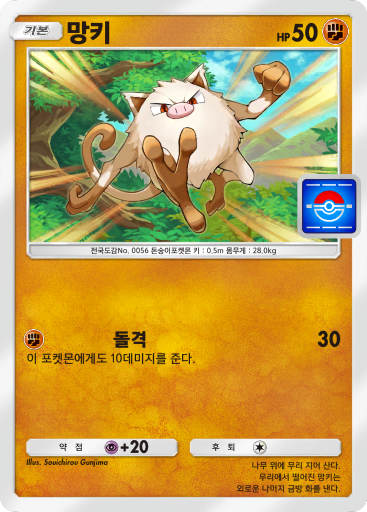 기본 망키 HP 50
전국도감No. 0056 돈숭이포켓몬 키 : 0.5m 몸무게 : 28.0kg
돌격 30
이 포켓몬에게도 10데미지를 준다.
약점 +20 후퇴
Illus. Souichirou Gunjima
나무 위에 무리 지어 산다.
무리에서 떨어진 망키는
외로운 나머지 금방 화를 낸다.